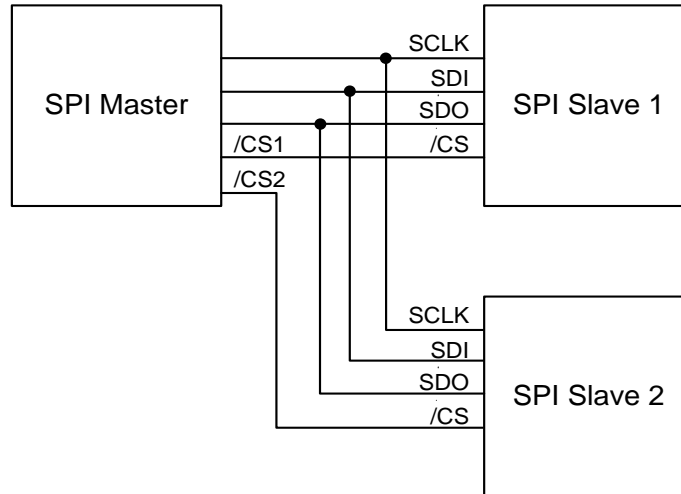 SCLK
SDI
SPI Master
SPI Slave 1
SDO
/CS1
/CS
/CS2
SCLK
SDI
SDO
SPI Slave 2
/CS